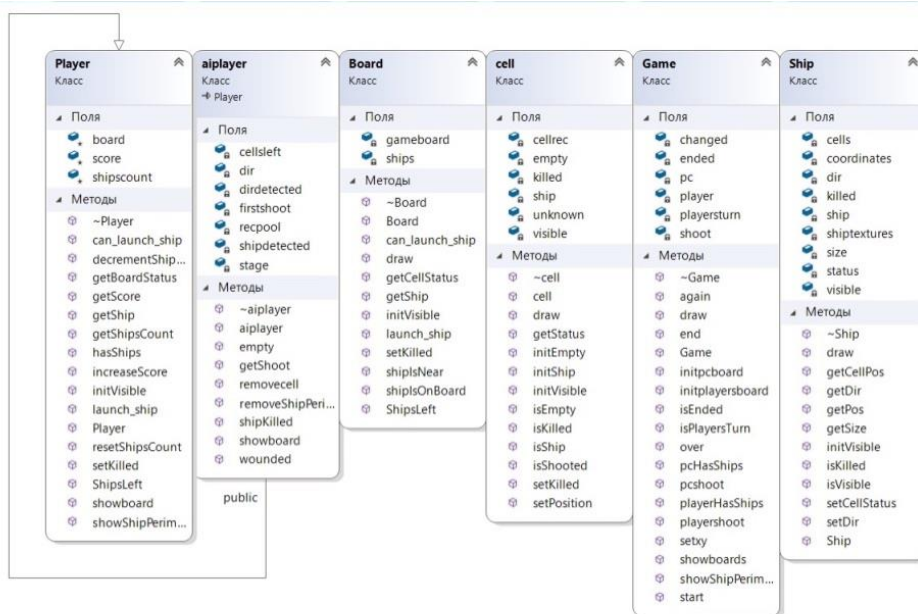 Player
Класс
Поля
board
score
shipscount
Методы
~Player
can_launch_ship
decrementShip...
getBoardStatus
getScore
getShip
getShipsCount
hasShips
increaseScore
initVisible
launch_ship
Player
resetShipsCount
setKilled
ShipsLeft
showboard
showShipPerim...
aiplayer
Класс
Player
Поля
cellsleft
dir
dirdetected
firstshoot
recpool
shipdetected
stage
Методы
~aiplayer
aiplayer
empty
getShoot
removecell
removeShipPeri...
shipKilled
showboard
wounded
public
Board
Класс
Поля
gameboard
ships
Методы
~Board
Board
can_launch_ship
draw
getCellStatus
getShip
initVisible
launch_ship
setKilled
shipIsNear
shipIsOnBoard
ShipsLeft
cell
Класс
Поля
cellrec
empty
killed
ship
unknown
visible
Методы
~cell
cell
draw
getStatus
initEmpty
initShip
initVisible
isEmpty
isKilled
isShip
isShooted
setKilled
setPosition
Game
Класс
Поля
changed
ended
pc
player
playersturn
shoot
Методы
~Game
again
draw
end
Game
initpcboard
initplayersboard
isEnded
isPlayersTurn
over
pcHasShips
pcshoot
playerHasShips
playershoot
setxy
showboards
showShipPerim...
start
Ship
Класс
Поля
cells
coordinates
dir
killed
ship
shiptextures
size
status
visible
Методы
~Ship
draw
getCellPos
getDir
getPos
getSize
initVisible
isKilled
isVisible
setCellStatus
setDir
Ship